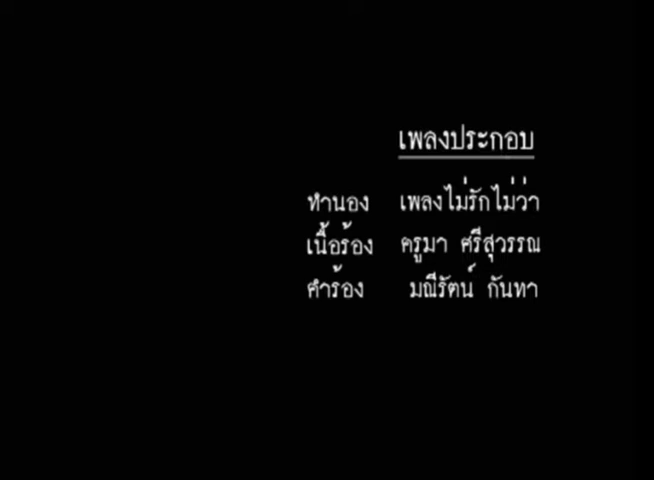 เพลงประกอบ
ทำนอง เพลงไม่รักไม่ว่า
เนื้อร้อง ครูมา ศรีสุวรรณ
คำร้อง มณีรัตน์ กันทา